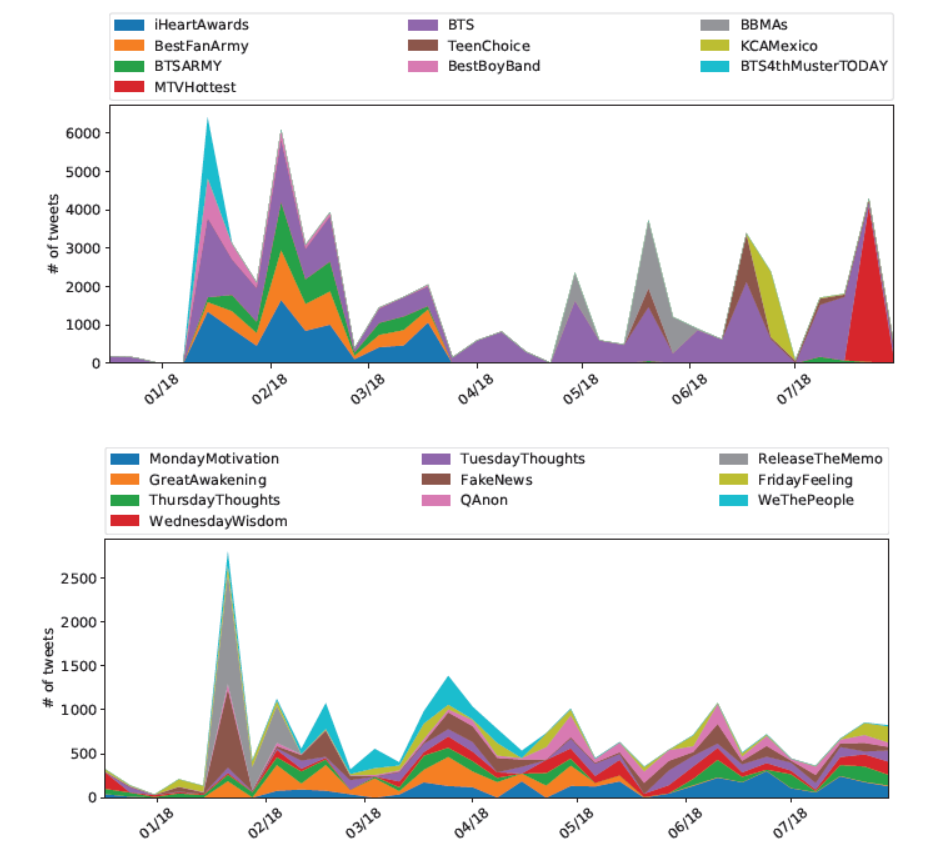 iHeartAwards BTS BBMAs
BestFanArmy TeenChoice KCAMexico
BTSARMY BestBoyBand BTS4thMusterTODAY
MTVHottest
6000
5000
4000
3000
2000
1000
0
# of tweets
01/18 02/18 03/18 04/18 05/18 06/18 07/18
MondayMotivation TuesdayThoughts ReleaseTheMemo
GreatAwakening FakeNews FridayFeeling
ThursdayThoughts QAnon WeThePeople
WednesdayWisdom
2500
2000
1500
1000
500
0
# of tweets
01/18 02/18 03/18 04/18 05/18 06/18 07/18